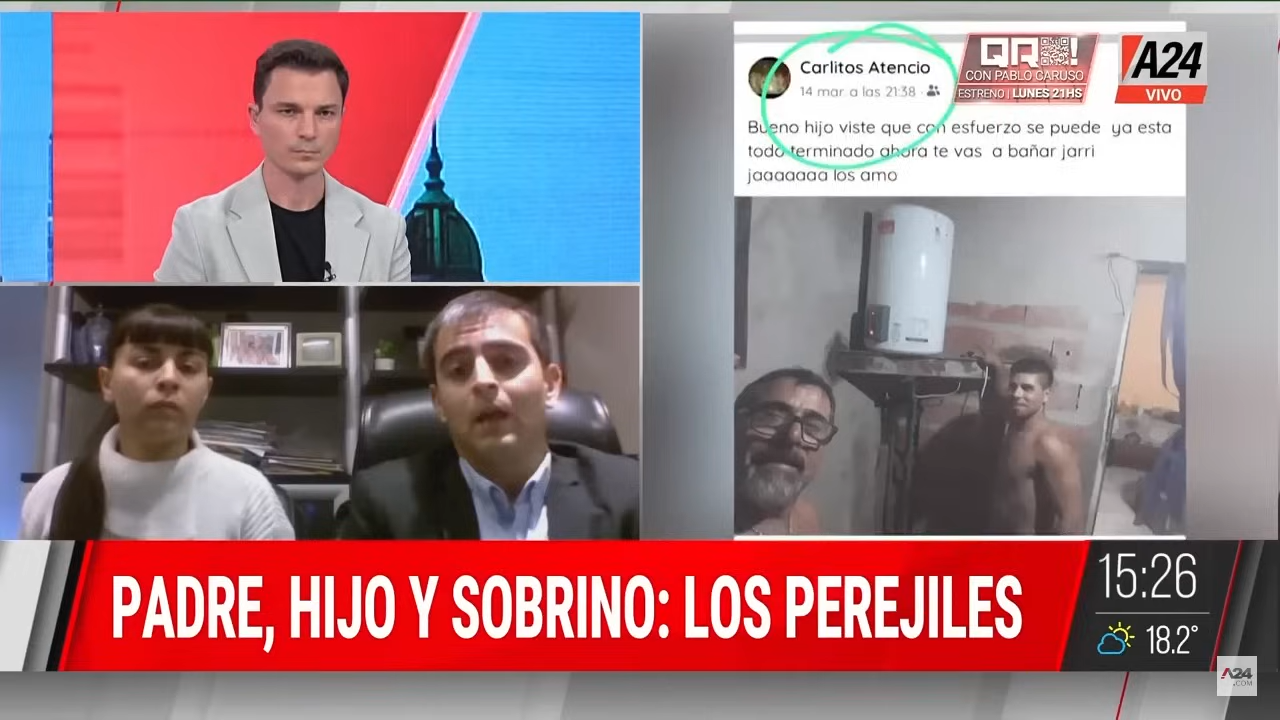 Carlitos Atencio
14 mar. a las 21:38 ·
Bueno hijo viste que con esfuerzo se puede ya esta
todo terminado ahora te vas a bañar jarri
jaaaaaaa los amo
QR!
CON PABLO CARUSO
ESTRENO | LUNES 21HS
A24
VIVO
PADRE, HIJO Y SOBRINO: LOS PEREJILES
15:26
18.2°
A24
.COM